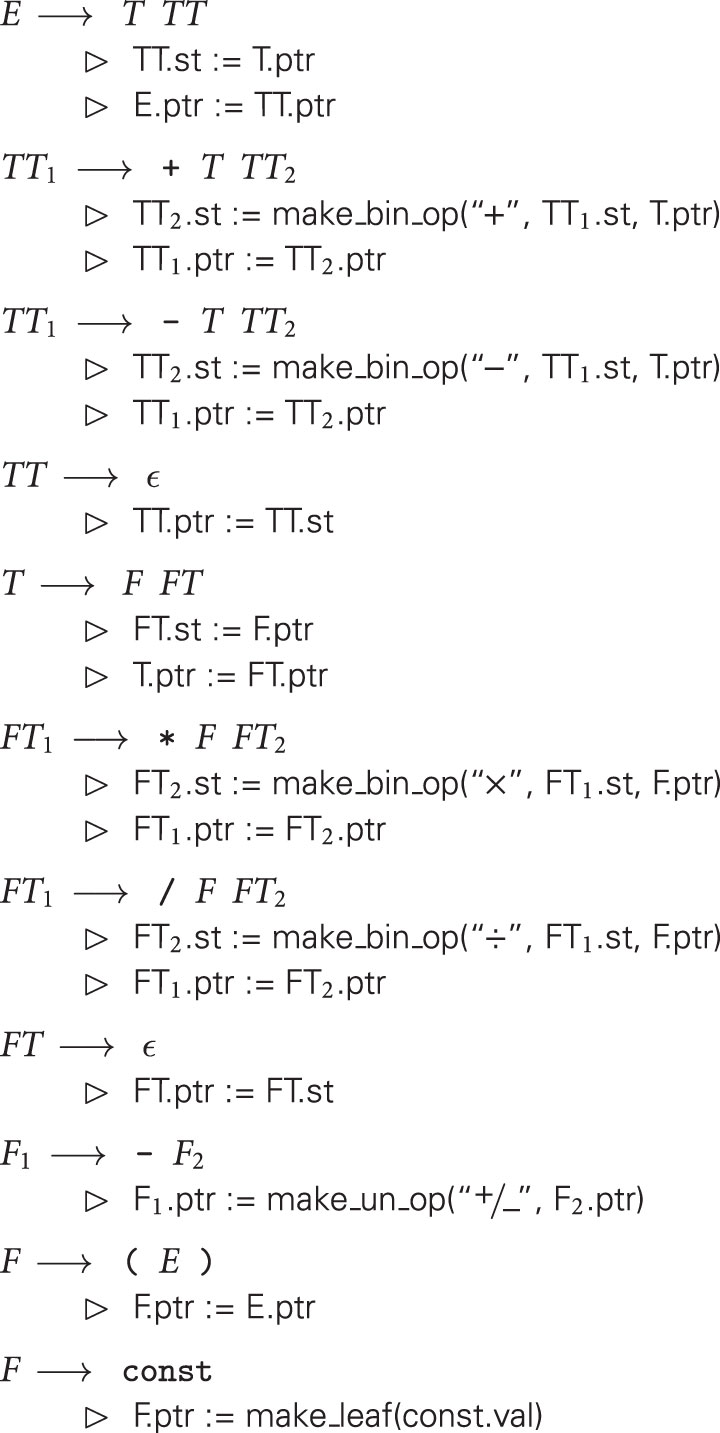 E ⟶ T TT
▷ TT.st := T.ptr
▷ E.ptr := TT.ptr
TT₁ ⟶ + T TT₂
▷ TT₂.st := make_bin_op(“+”, TT₁.st, T.ptr)
▷ TT₁.ptr := TT₂.ptr
TT₁ ⟶ - T TT₂
▷ TT₂.st := make_bin_op(“−”, TT₁.st, T.ptr)
▷ TT₁.ptr := TT₂.ptr
TT ⟶ ϵ
▷ TT.ptr := TT.st
T ⟶ F FT
▷ FT.st := F.ptr
▷ T.ptr := FT.ptr
FT₁ ⟶ * F FT₂
▷ FT₂.st := make_bin_op(“×”, FT₁.st, F.ptr)
▷ FT₁.ptr := FT₂.ptr
FT₁ ⟶ / F FT₂
▷ FT₂.st := make_bin_op(“÷”, FT₁.st, F.ptr)
▷ FT₁.ptr := FT₂.ptr
FT ⟶ ϵ
▷ FT.ptr := FT.st
F₁ ⟶ - F₂
▷ F₁.ptr := make_un_op(“+/_”, F₂.ptr)
F ⟶ ( E )
▷ F.ptr := E.ptr
F ⟶ const
▷ F.ptr := make_leaf(const.val)